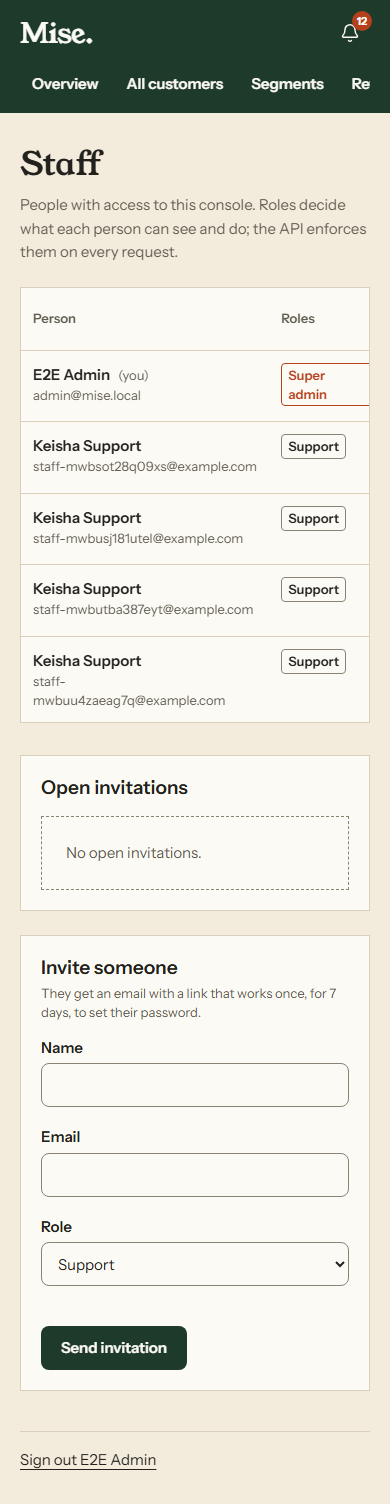 Mise.
12
Overview All customers Segments Re
Staff
People with access to this console. Roles decide
what each person can see and do; the API enforces
them on every request.
Person Roles
E2E Admin (you) Super
admin@mise.local admin
Keisha Support Support
staff-mwbsot28q09xs@example.com
Keisha Support Support
staff-mwbusj181utel@example.com
Keisha Support Support
staff-mwbutba387eyt@example.com
Keisha Support Support
staff-
mwbuu4zaeag7q@example.com
Open invitations
No open invitations.
Invite someone
They get an email with a link that works once, for 7
days, to set their password.
Name
Email
Role
Support
Send invitation
Sign out E2E Admin